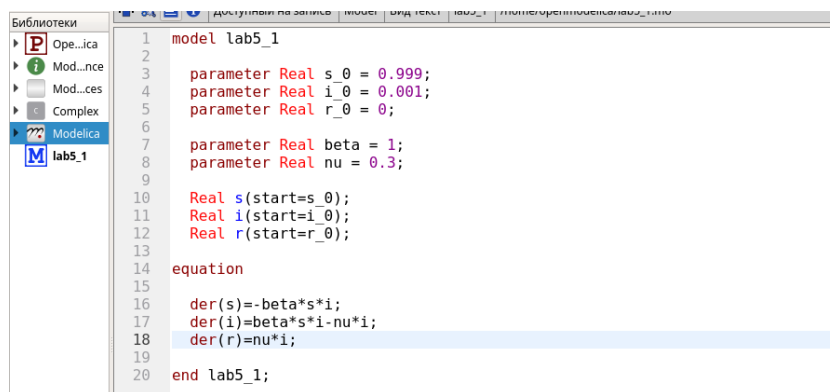 Доступный на запись Model Вид Текст lab5_1 /home/openmodelica/lab5_1.mo
Библиотеки
P Ope...ica
i Mod...nce
Mod...ces
C Complex
Modelica
M lab5_1
1 model lab5_1
2
3 parameter Real s_0 = 0.999;
4 parameter Real i_0 = 0.001;
5 parameter Real r_0 = 0;
6
7 parameter Real beta = 1;
8 parameter Real nu = 0.3;
9
10 Real s(start=s_0);
11 Real i(start=i_0);
12 Real r(start=r_0);
13
14 equation
15
16 der(s)=-beta*s*i;
17 der(i)=beta*s*i-nu*i;
18 der(r)=nu*i;
19
20 end lab5_1;